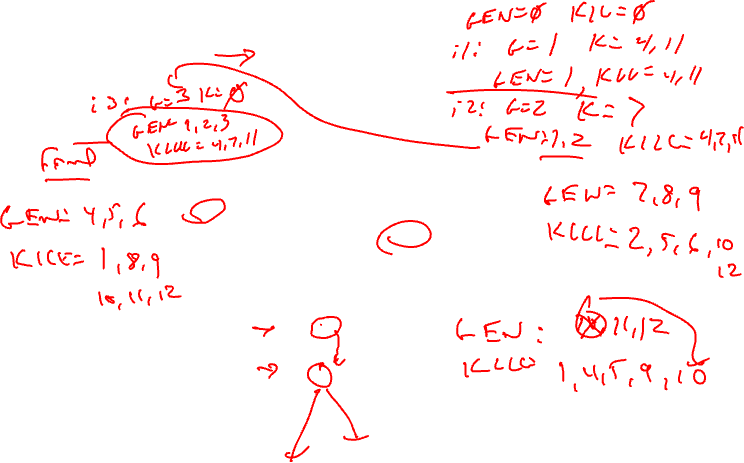 GEN=∅ KILL=∅
i1: G=1 K=4,11
GEN=1, KILL=4,11
i2: G=2 K=7
GEN=1,2 KILL=4,7,11
i3: G=3 K=∅
GEN 1,2,3
KILL=4,7,11
GEN=4,5,6
KILL=1,8,9
10,11,12
GEN=7,8,9
KILL=2,5,6,10
12
GEN: 11,12
KILL 1,4,5,9,10